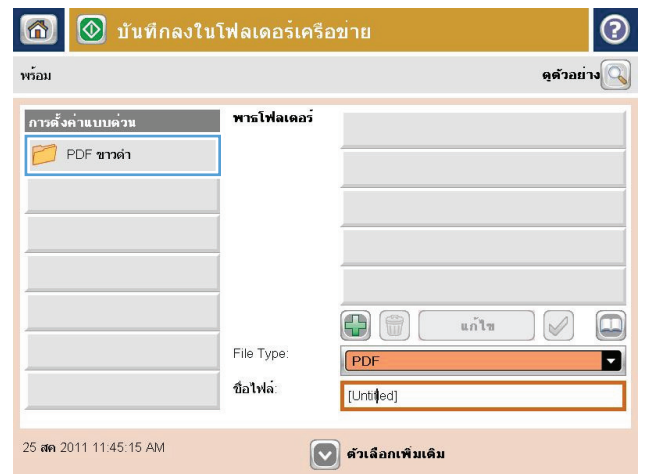 บันทึกลงในโฟลเดอร์เครือข่าย
พร้อม
ดูตัวอย่าง
การตั้งค่าแบบด่วน
พาธโฟลเดอร์
PDF ขาวดำ
แก้ไข
File Type:
PDF
ชื่อไฟล์:
[Untitled]
25 สค 2011 11:45:15 AM
ตัวเลือกเพิ่มเติม